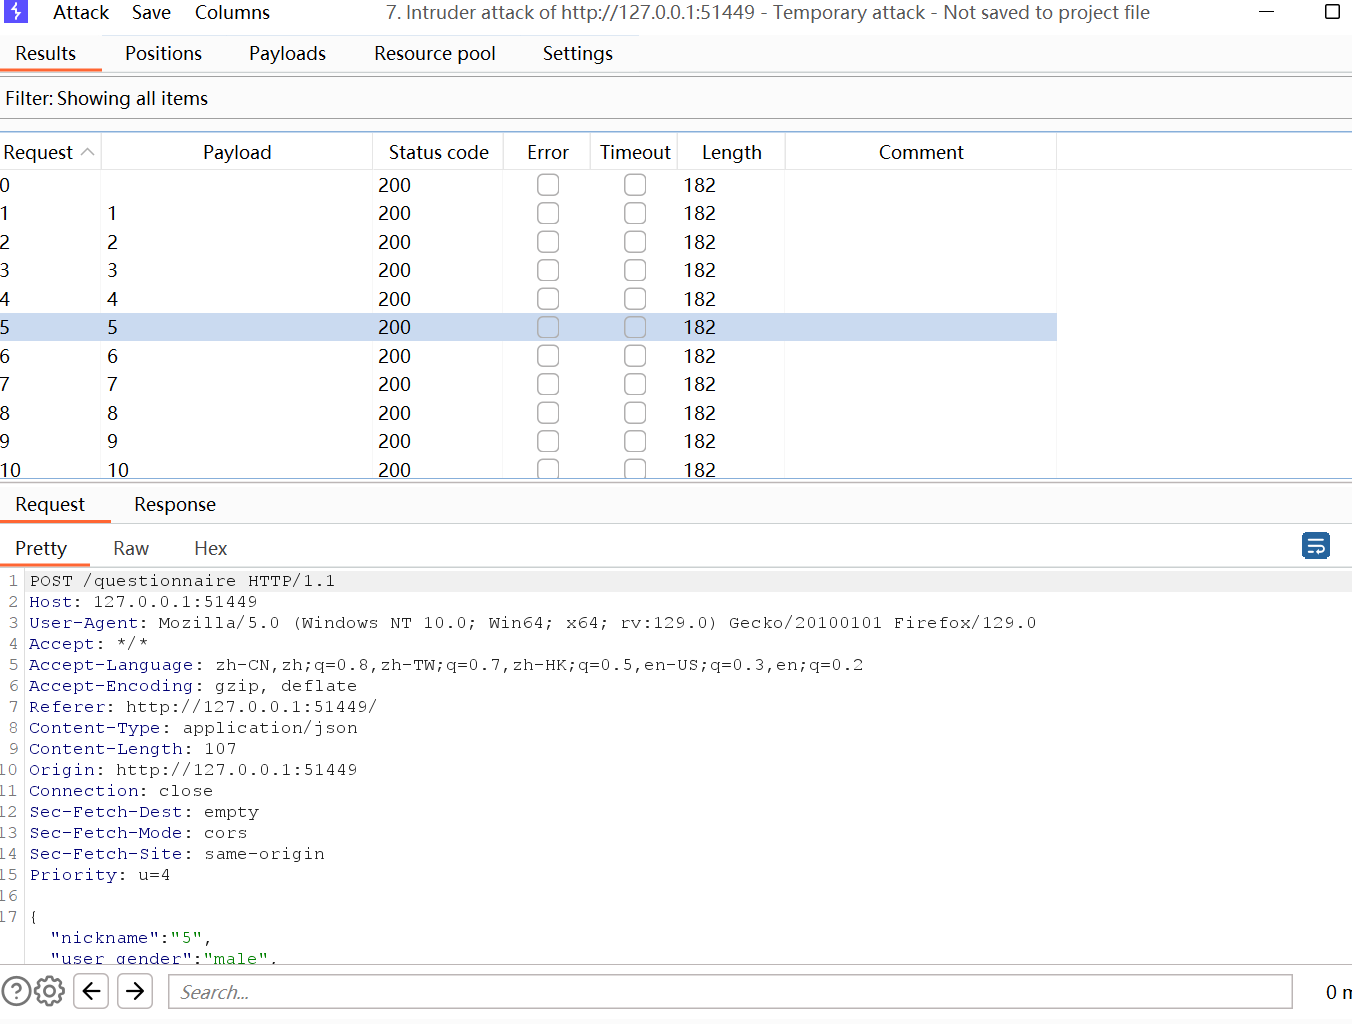 Attack Save Columns 7. Intruder attack of http://127.0.0.1:51449 - Temporary attack - Not saved to project file
Results Positions Payloads Resource pool Settings
Filter: Showing all items
Request Payload Status code Error Timeout Length Comment
0 200 182
1 1 200 182
2 2 200 182
3 3 200 182
4 4 200 182
5 5 200 182
6 6 200 182
7 7 200 182
8 8 200 182
9 9 200 182
10 10 200 182
Request Response
Pretty Raw Hex
1 POST /questionnaire HTTP/1.1
2 Host: 127.0.0.1:51449
3 User-Agent: Mozilla/5.0 (Windows NT 10.0; Win64; x64; rv:129.0) Gecko/20100101 Firefox/129.0
4 Accept: */*
5 Accept-Language: zh-CN,zh;q=0.8,zh-TW;q=0.7,zh-HK;q=0.5,en-US;q=0.3,en;q=0.2
6 Accept-Encoding: gzip, deflate
7 Referer: http://127.0.0.1:51449/
8 Content-Type: application/json
9 Content-Length: 107
10 Origin: http://127.0.0.1:51449
11 Connection: close
12 Sec-Fetch-Dest: empty
13 Sec-Fetch-Mode: cors
14 Sec-Fetch-Site: same-origin
15 Priority: u=4
16
17 {
"nickname":"5",
"user_gender":"male",
Search...
0 m